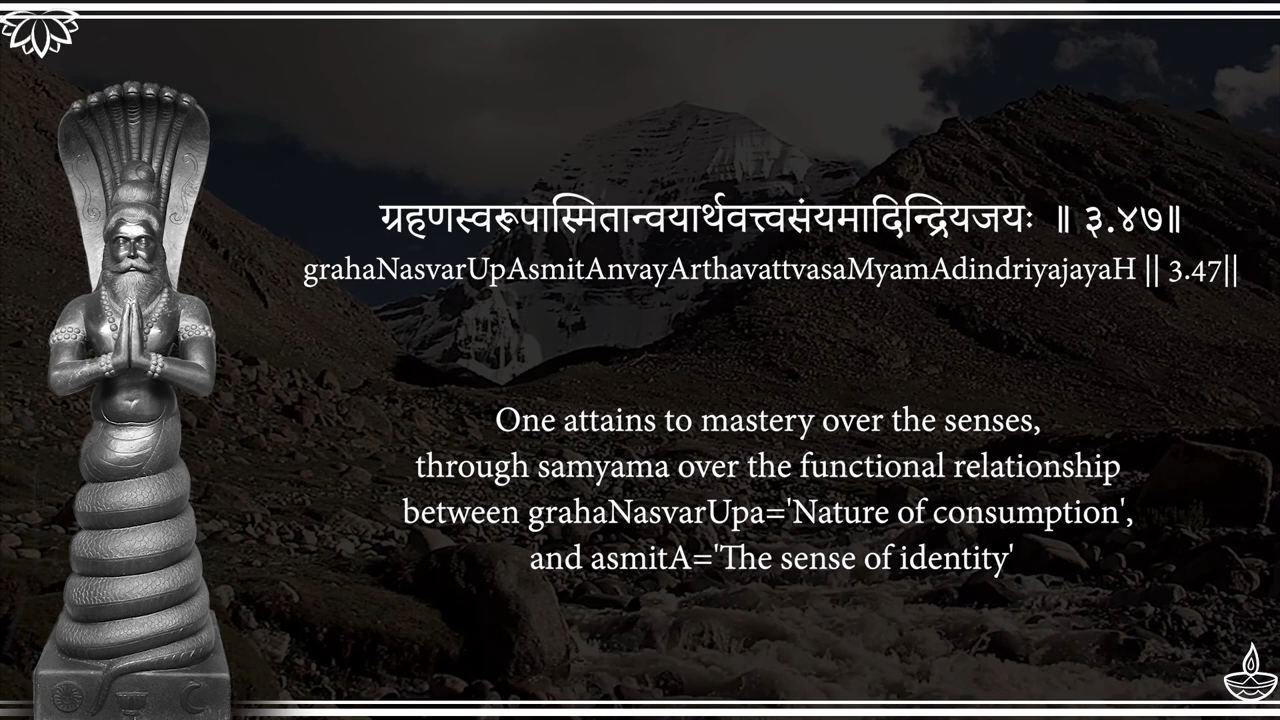 ग्रहणस्वरूपास्मितान्वयार्थवत्त्वसंयमादिन्द्रियजयः ॥ ३.४७॥
grahaNasvarUpAsmitAnvayArthavattvasaMyamAdindriyajayaH || 3.47||
One attains to mastery over the senses,
through samyama over the functional relationship
between grahaNasvarUpa='Nature of consumption',
and asmitA='The sense of identity'